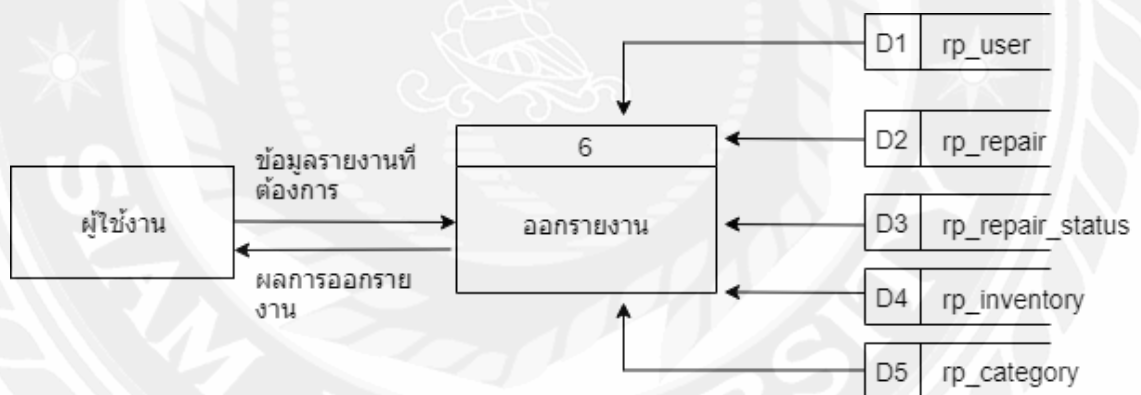 D1 rp_user
D2 rp_repair
6
ข้อมูลรายงานที่
ต้องการ
ผู้ใช้งาน
ออกรายงาน
D3 rp_repair_status
ผลการออกราย
งาน
D4 rp_inventory
D5 rp_category
SIAM